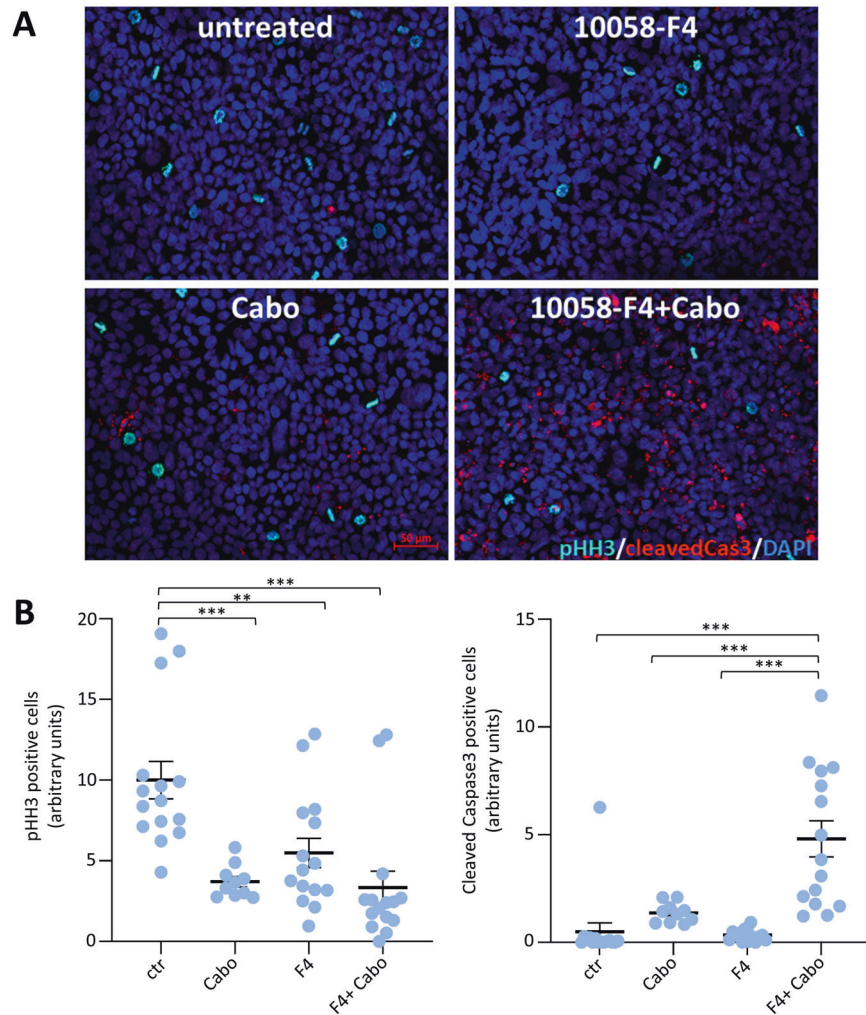 A
untreated
10058-F4
Cabo
10058-F4+Cabo
50 µm
pHH3/cleavedCas3/DAPI
B
***
**
***
20
15
10
5
0
pHH3 positive cells
(arbitrary units)
ctr
Cabo
F4
F4+ Cabo
15
10
5
0
***
***
***
Cleaved Caspase3 positive cells
(arbitrary units)
ctr
Cabo
F4
F4+ Cabo